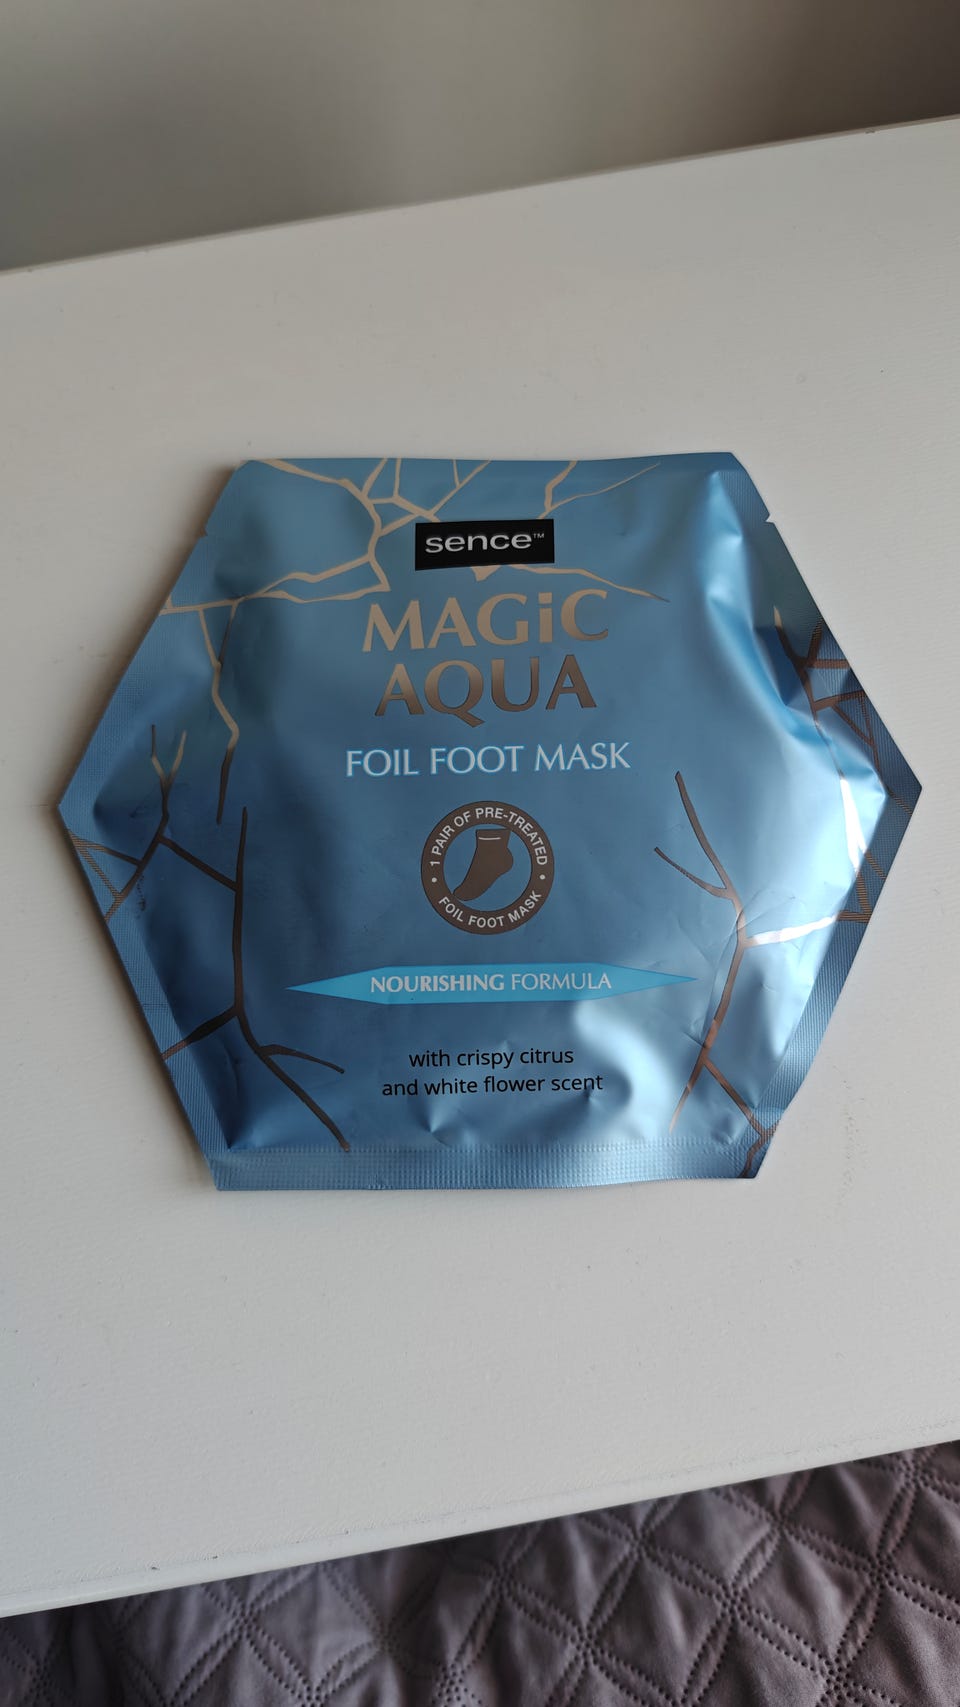 sence™
MAGiC
AQUA
FOIL FOOT MASK
• 1 PAIR OF PRE-TREATED •
FOIL FOOT MASK
NOURISHING FORMULA
with crispy citrus
and white flower scent